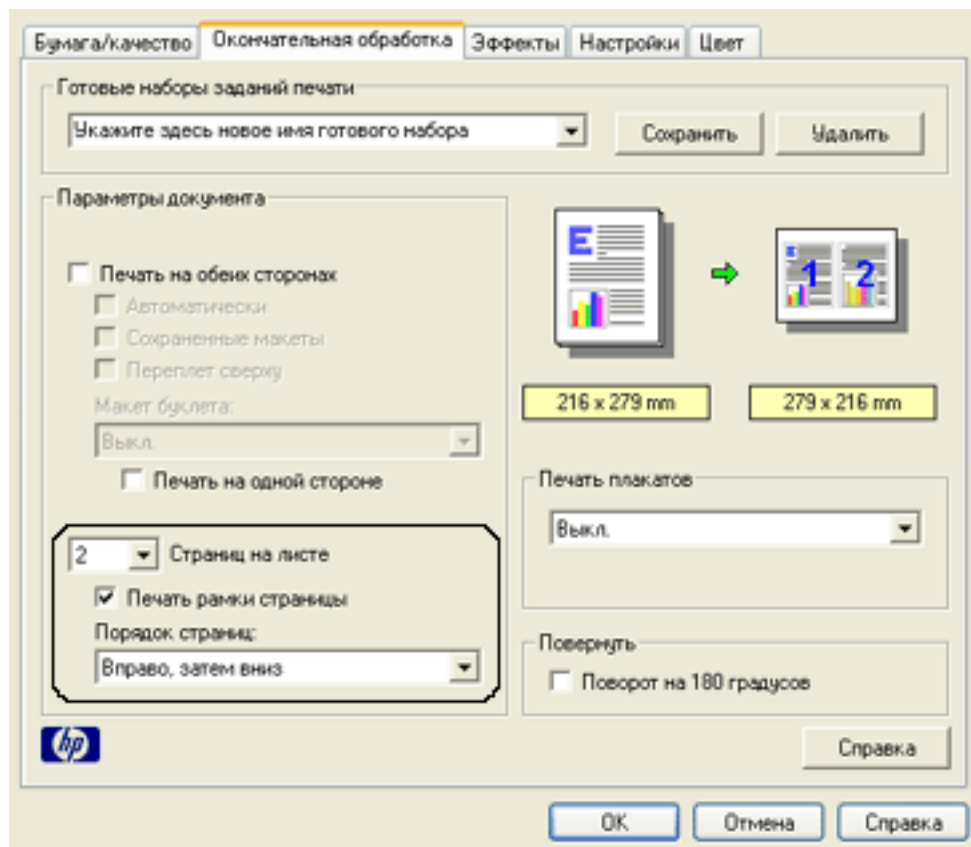 Бумага/качество Окончательная обработка Эффекты Настройки Цвет
Готовые наборы заданий печати
Укажите здесь новое имя готового набора Сохранить Удалить
Параметры документа
Печать на обеих сторонах
Автоматически
Сохраненные макеты
Переплет сверху
Макет буклета:
Выкл.
Печать на одной стороне
2 Страниц на листе
Печать рамки страницы
Порядок страниц:
Вправо, затем вниз
E
E 1 2
216 x 279 mm 279 x 216 mm
Печать плакатов
Выкл.
Повернуть
Поворот на 180 градусов
hp
Справка
OK Отмена Справка